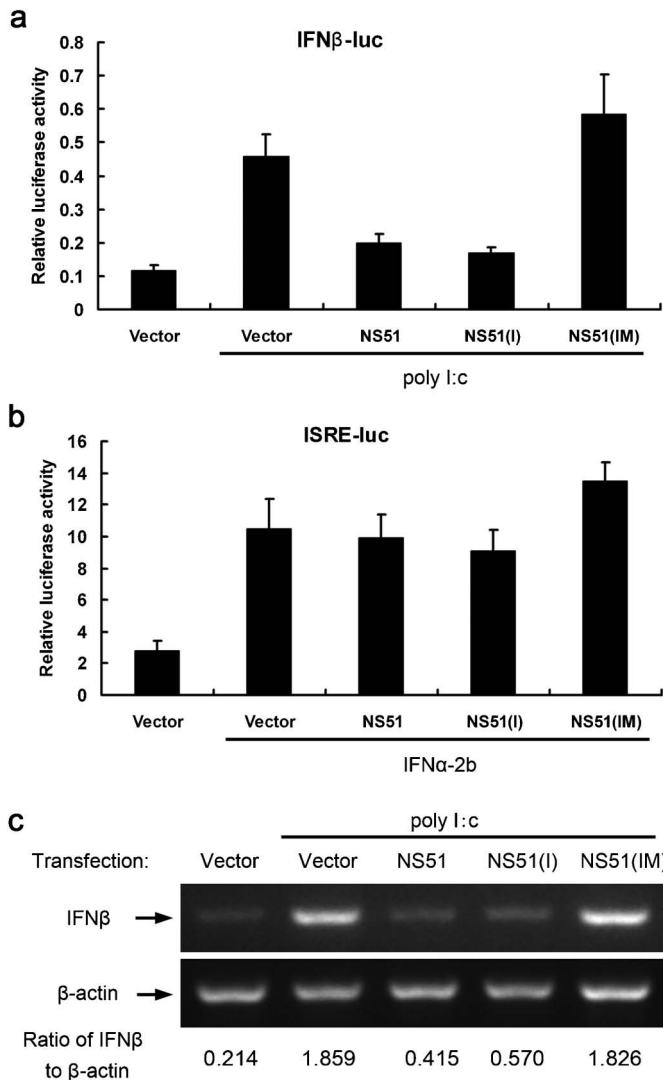 a
IFNβ-luc
Relative luciferase activity
0.8
0.7
0.6
0.5
0.4
0.3
0.2
0.1
0
Vector Vector NS51 NS51(I) NS51(IM)
poly I:c
b
ISRE-luc
Relative luciferase activity
16
14
12
10
8
6
4
2
0
Vector Vector NS51 NS51(I) NS51(IM)
IFNα-2b
c
poly I:c
Transfection: Vector Vector NS51 NS51(I) NS51(IM)
IFNβ
β-actin
Ratio of IFNβ
to β-actin 0.214 1.859 0.415 0.570 1.826